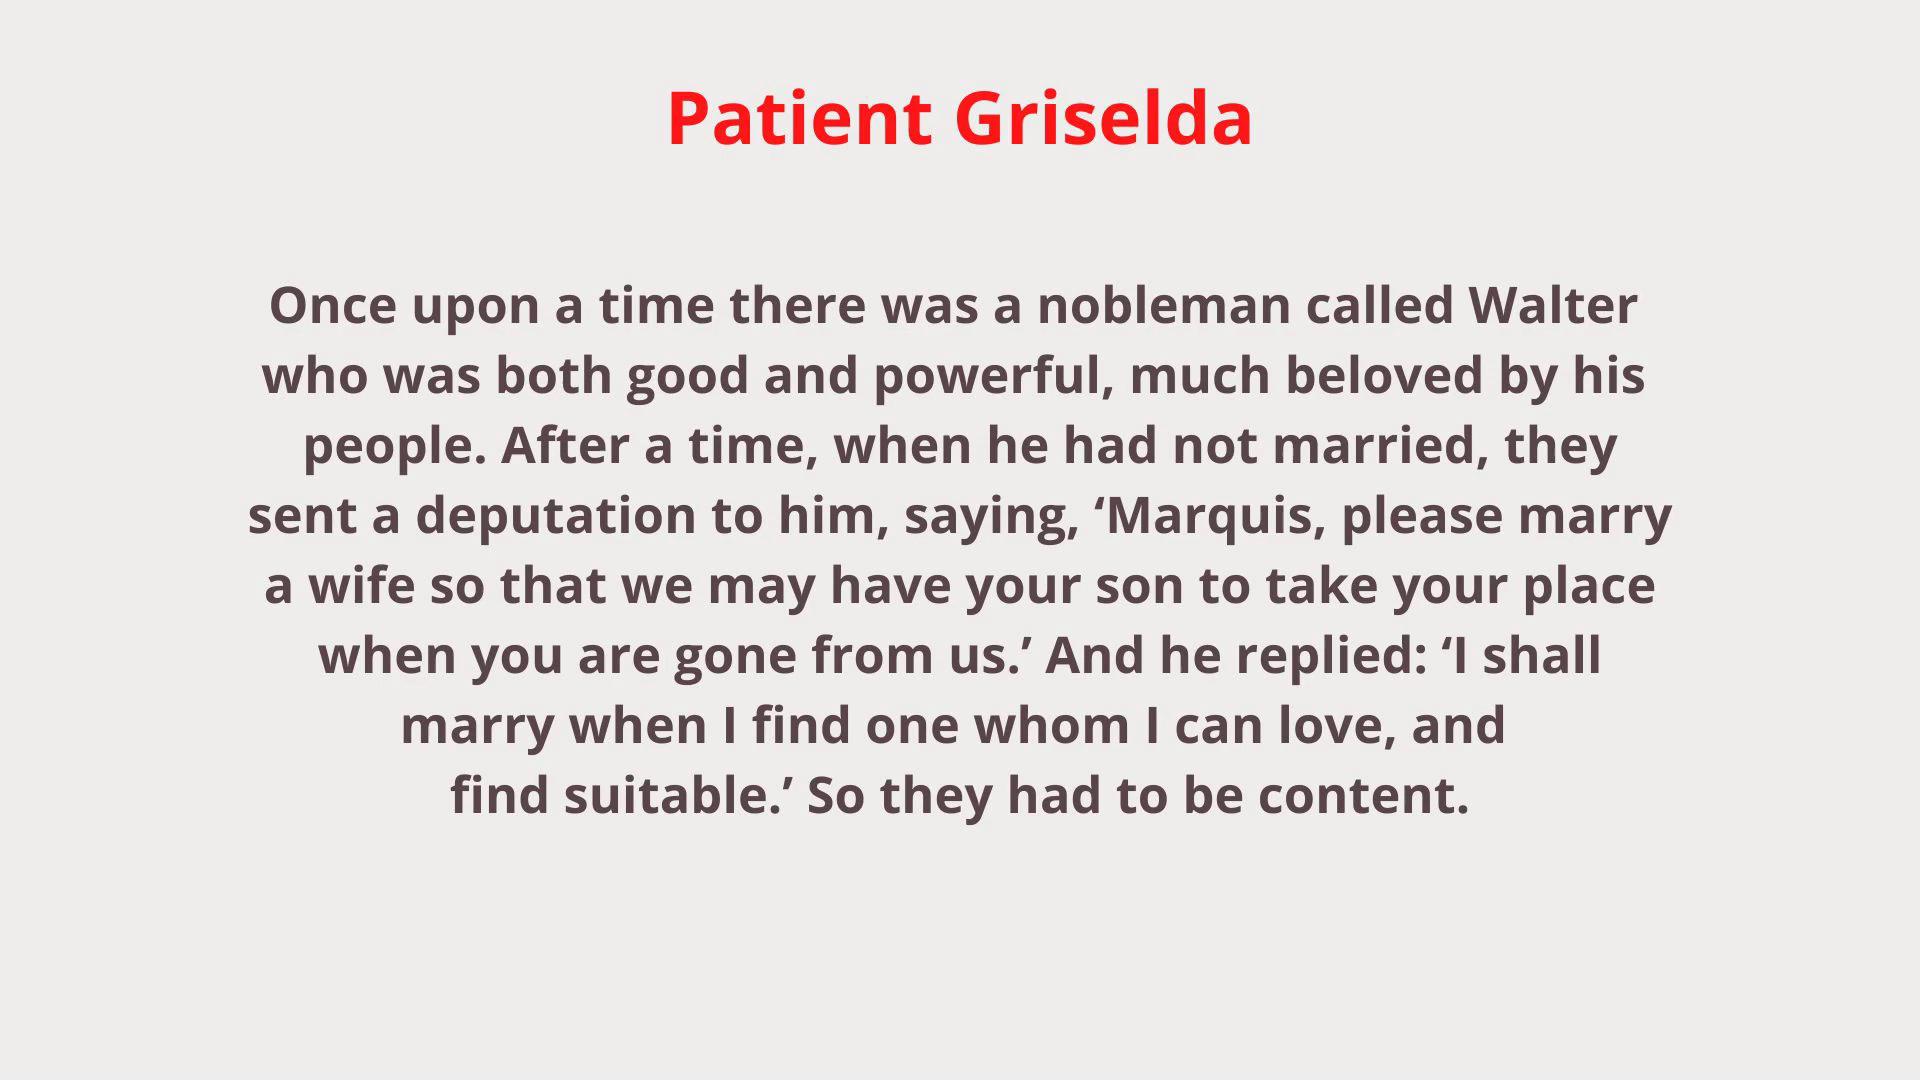 Patient Griselda
Once upon a time there was a nobleman called Walter
who was both good and powerful, much beloved by his
people. After a time, when he had not married, they
sent a deputation to him, saying, ‘Marquis, please marry
a wife so that we may have your son to take your place
when you are gone from us.’ And he replied: ‘I shall
marry when I find one whom I can love, and
find suitable.’ So they had to be content.